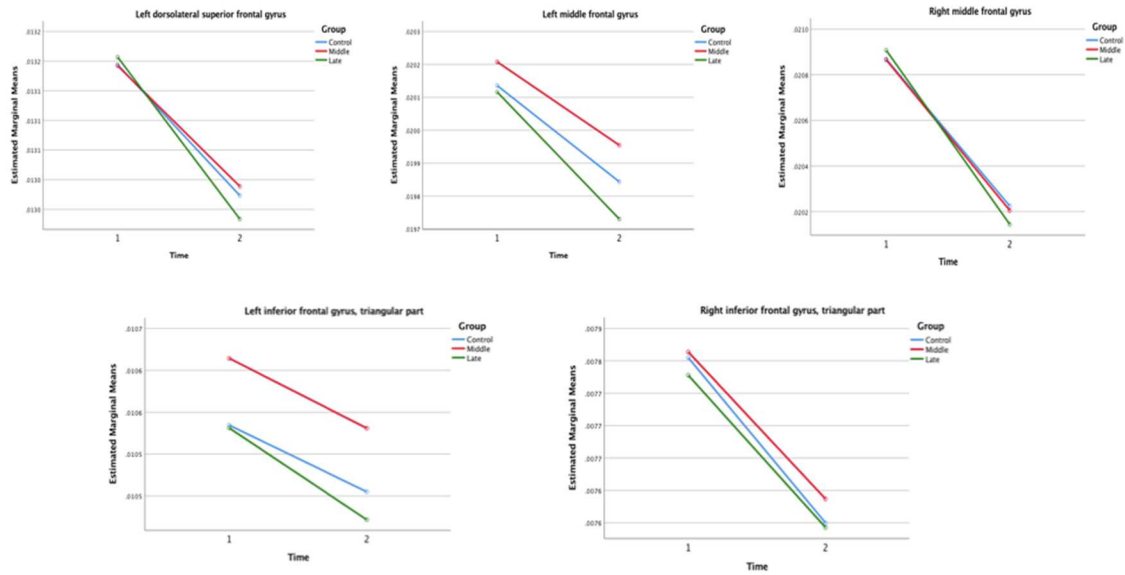 Left dorsolateral superior frontal gyrus
Estimated Marginal Means
.0132
.0132
.0131
.0131
.0131
.0130
.0130
1 2
Time
Group
Control
Middle
Late
Left middle frontal gyrus
Estimated Marginal Means
.0203
.0202
.0201
.0200
.0199
.0198
.0197
1 2
Time
Group
Control
Middle
Late
Right middle frontal gyrus
Estimated Marginal Means
.0210
.0208
.0206
.0204
.0202
1 2
Time
Group
Control
Middle
Late
Left inferior frontal gyrus, triangular part
Estimated Marginal Means
.0107
.0106
.0106
.0105
.0105
1 2
Time
Group
Control
Middle
Late
Right inferior frontal gyrus, triangular part
Estimated Marginal Means
.0079
.0078
.0077
.0077
.0077
.0076
.0076
1 2
Time
Group
Control
Middle
Late